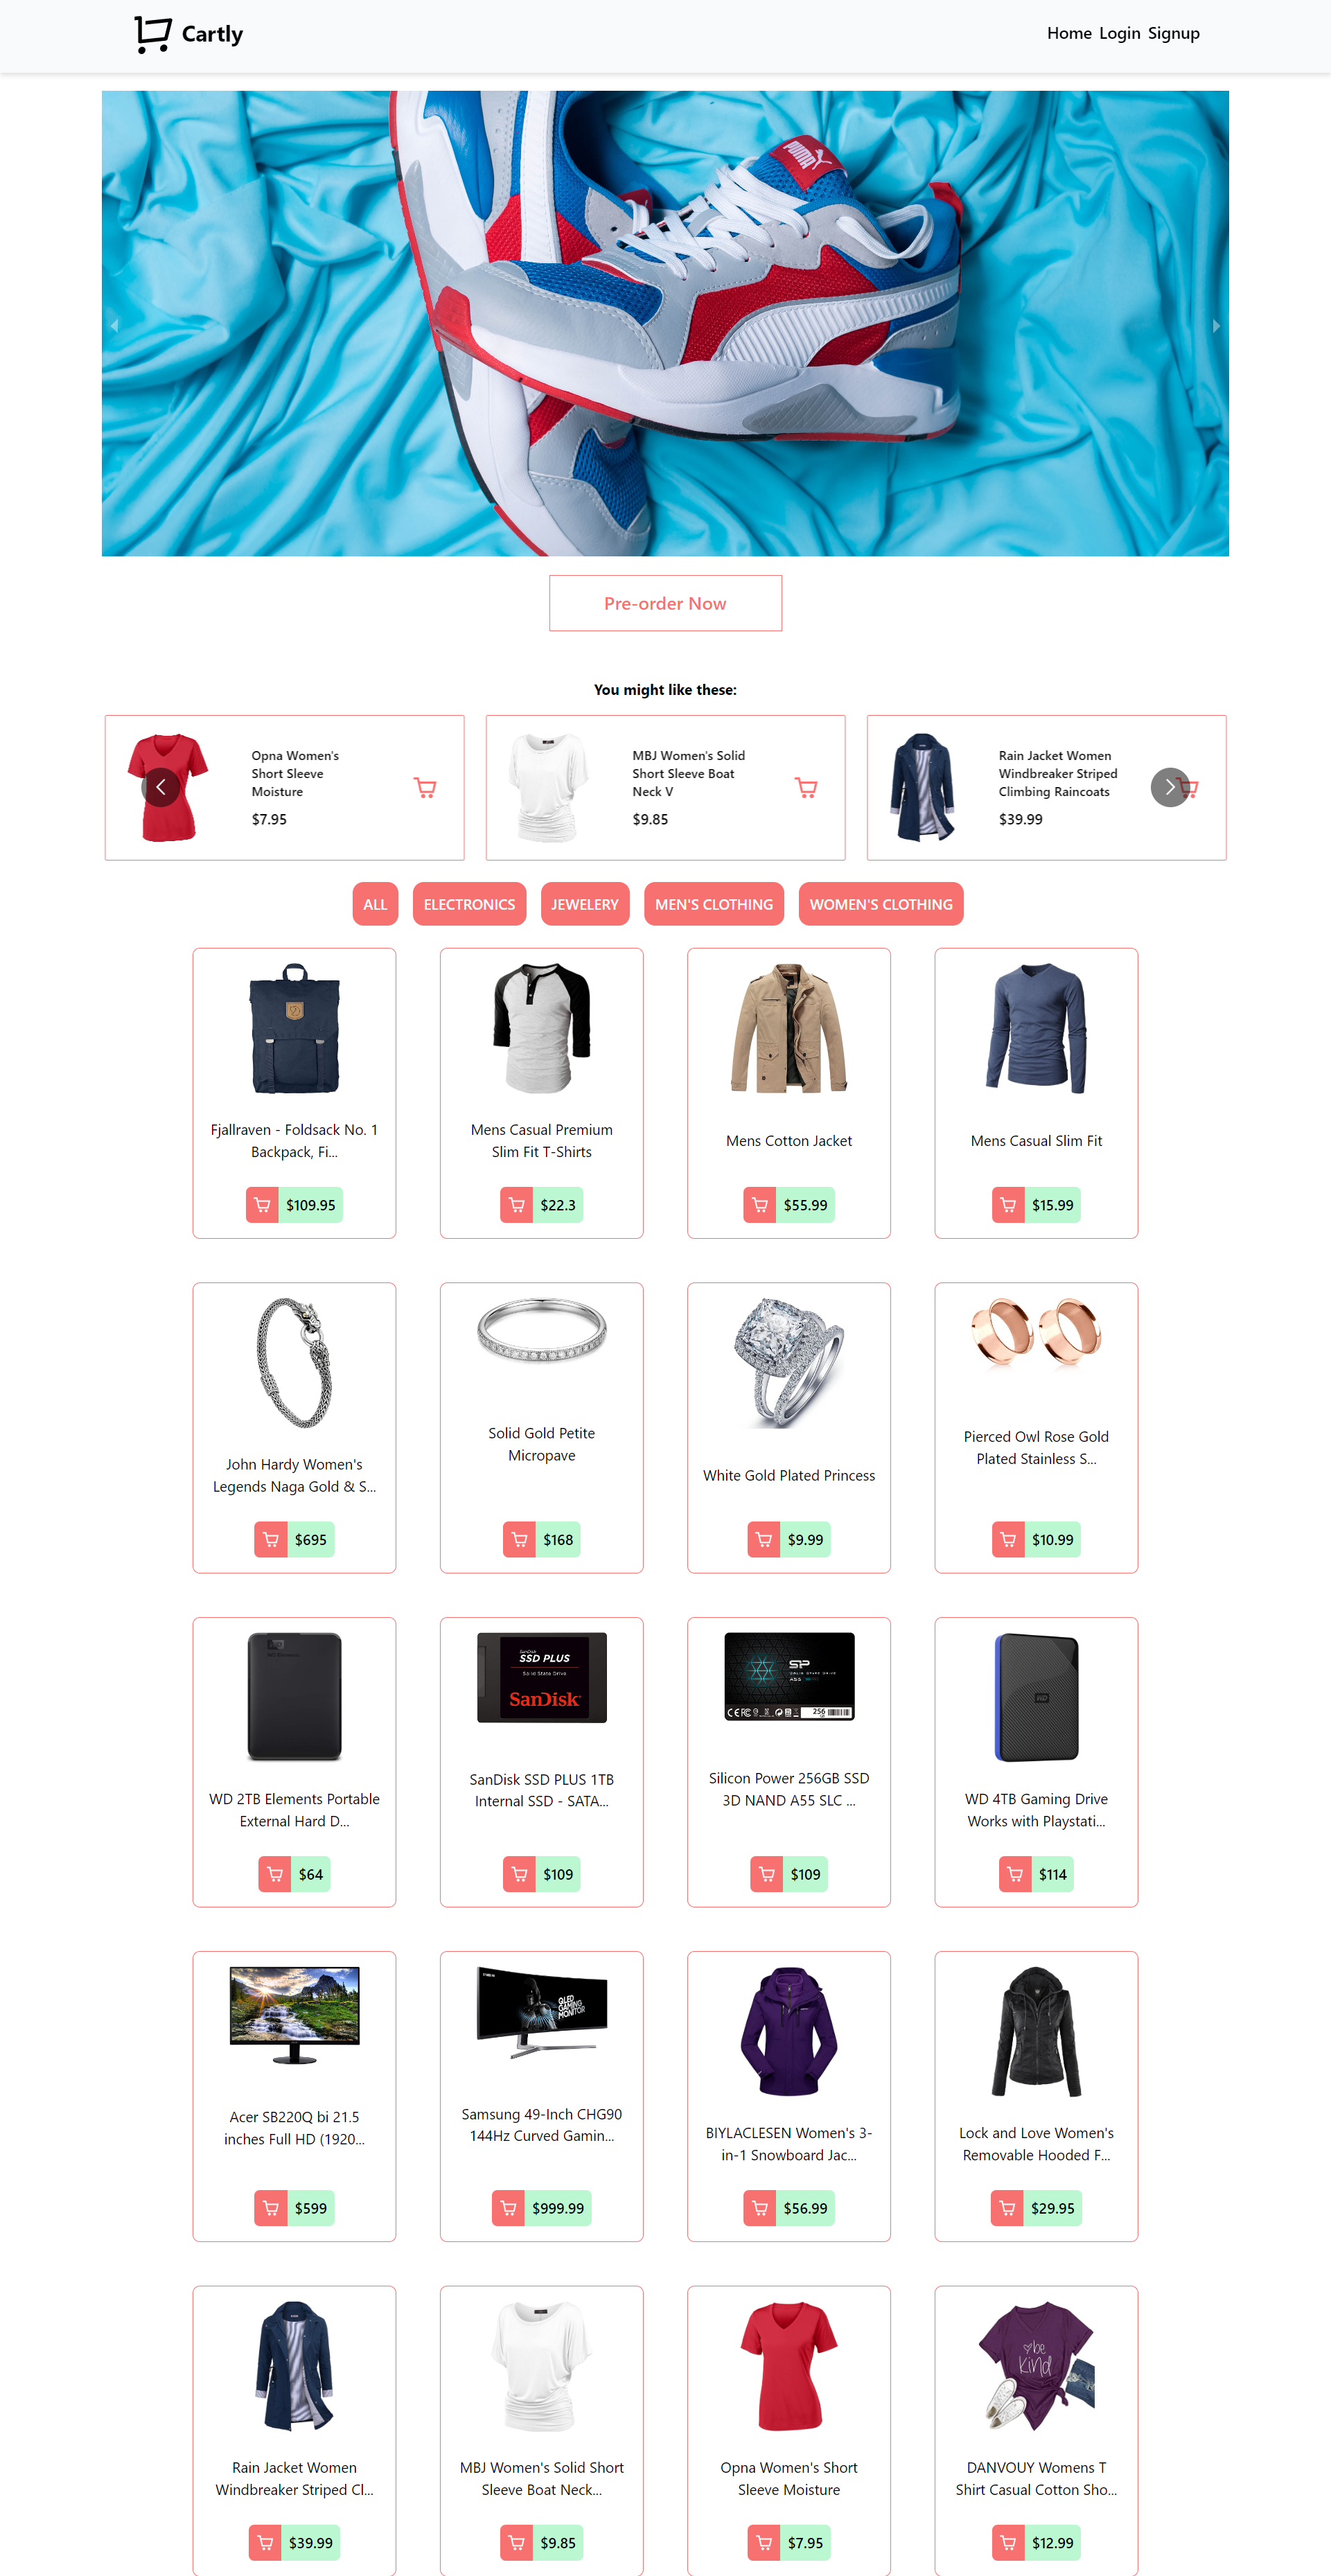 Cartly
Home Login Signup
PUMA
Pre-order Now
You might like these:
Opna Women's
Short Sleeve
Moisture
$7.95
MBJ Women's Solid
Short Sleeve Boat
Neck V
$9.85
Rain Jacket Women
Windbreaker Striped
Climbing Raincoats
$39.99
ALL
ELECTRONICS
JEWELERY
MEN'S CLOTHING
WOMEN'S CLOTHING
Fjallraven - Foldsack No. 1
Backpack, Fi...
$109.95
Mens Casual Premium
Slim Fit T-Shirts
$22.3
Mens Cotton Jacket
$55.99
Mens Casual Slim Fit
$15.99
John Hardy Women's
Legends Naga Gold & S...
$695
Solid Gold Petite
Micropave
$168
White Gold Plated Princess
$9.99
Pierced Owl Rose Gold
Plated Stainless S...
$10.99
WD 2TB Elements Portable
External Hard D...
$64
SanDisk
SSD PLUS
Solid State Drive
SanDisk
SanDisk SSD PLUS 1TB
Internal SSD - SATA...
$109
SP
256
Silicon Power 256GB SSD
3D NAND A55 SLC ...
$109
WD
WD 4TB Gaming Drive
Works with Playstati...
$114
Acer SB220Q bi 21.5
inches Full HD (1920...
$599
QLED
GAMING
MONITOR
Samsung 49-Inch CHG90
144Hz Curved Gamin...
$999.99
BIYLACLESEN Women's 3-
in-1 Snowboard Jac...
$56.99
Lock and Love Women's
Removable Hooded F...
$29.95
Rain Jacket Women
Windbreaker Striped Cl...
$39.99
MBJ Women's Solid Short
Sleeve Boat Neck...
$9.85
Opna Women's Short
Sleeve Moisture
$7.95
be
kind
DANVOUY Womens T
Shirt Casual Cotton Sho...
$12.99